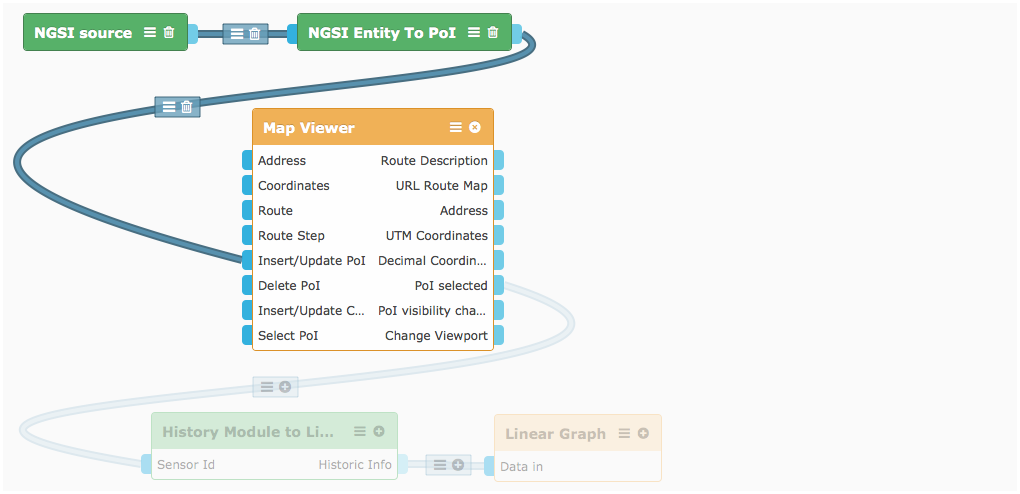 NGSI source
NGSI Entity To PoI
Map Viewer
Address Route Description
Coordinates URL Route Map
Route Address
Route Step UTM Coordinates
Insert/Update PoI Decimal Coordin...
Delete PoI PoI selected
Insert/Update C... PoI visibility cha...
Select PoI Change Viewport
History Module to Li...
Sensor Id Historic Info
Linear Graph
Data in